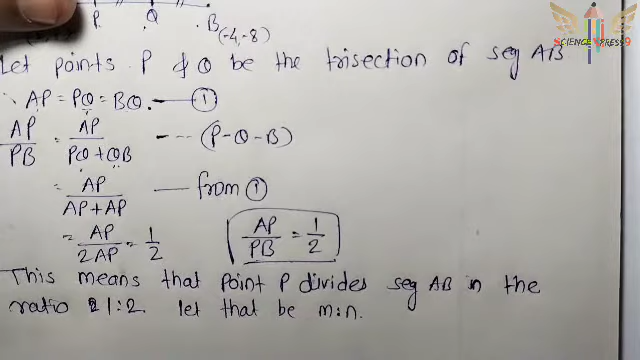 P Q B (-4,-8)
SCIENCE XPRESS 9
Let points P & Q be the trisection of seg AB
∴ AP = PQ = BQ. — ①
AP/PB = AP/(PQ + QB) --- (P-Q-B)
= AP/(AP + AP) — from ①
= AP/2AP = 1/2 AP/PB = 1/2
This means that point P divides seg AB in the
ratio 1:2. let that be m:n.